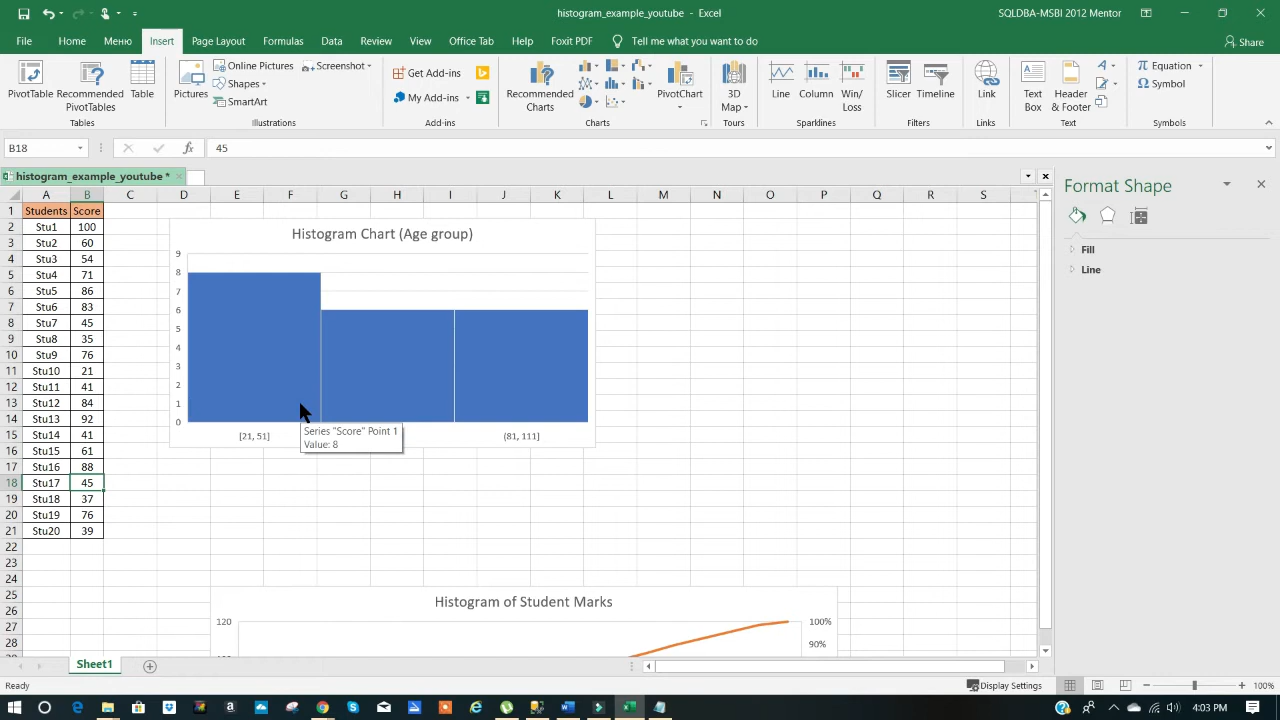 histogram_example_youtube - Excel
SQLDBA-MSBI 2012 Mentor
File Home Меню Insert Page Layout Formulas Data Review View Office Tab Help Foxit PDF Tell me what you want to do Share
PivotTable
Recommended
PivotTables
Table
Tables
Pictures
Online Pictures
Shapes
SmartArt
Screenshot
Illustrations
Get Add-ins
My Add-ins
Add-ins
Recommended
Charts
PivotChart
Charts
3D
Map
Tours
Line
Column
Win/
Loss
Sparklines
Slicer
Timeline
Filters
Link
Links
Text
Box
Header
& Footer
Text
Equation
Symbol
Symbols
B18
fx
45
histogram_example_youtube *
A B C D E F G H I J K L M N O P Q R S
1 Students Score
2 Stu1 100
3 Stu2 60
4 Stu3 54
5 Stu4 71
6 Stu5 86
7 Stu6 83
8 Stu7 45
9 Stu8 35
10 Stu9 76
11 Stu10 21
12 Stu11 41
13 Stu12 84
14 Stu13 92
15 Stu14 41
16 Stu15 61
17 Stu16 88
18 Stu17 45
19 Stu18 37
20 Stu19 76
21 Stu20 39
22
23
24
25
26
27
28
Histogram Chart (Age group)
9
8
7
6
5
4
3
2
1
0
[21, 51]
(81, 111]
Series "Score" Point 1
Value: 8
Histogram of Student Marks
120
100%
90%
Format Shape
Fill
Line
Sheet1
Ready
Display Settings
100%
4:03 PM